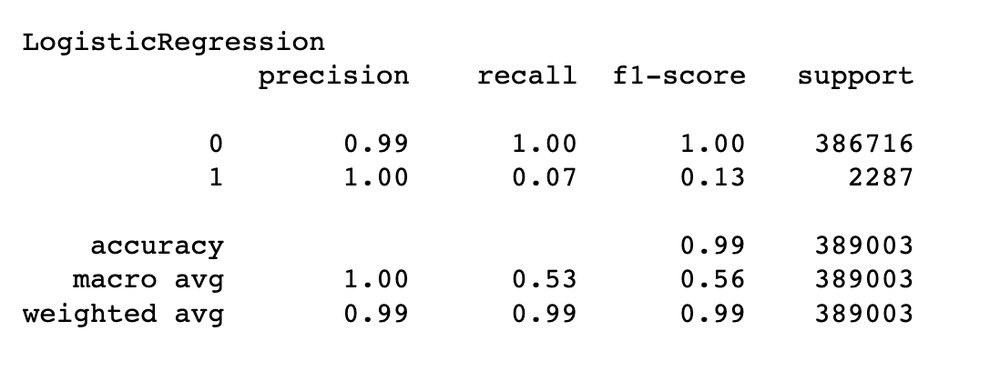 LogisticRegression
precision recall f1-score support
0 0.99 1.00 1.00 386716
1 1.00 0.07 0.13 2287
accuracy 0.99 389003
macro avg 1.00 0.53 0.56 389003
weighted avg 0.99 0.99 0.99 389003